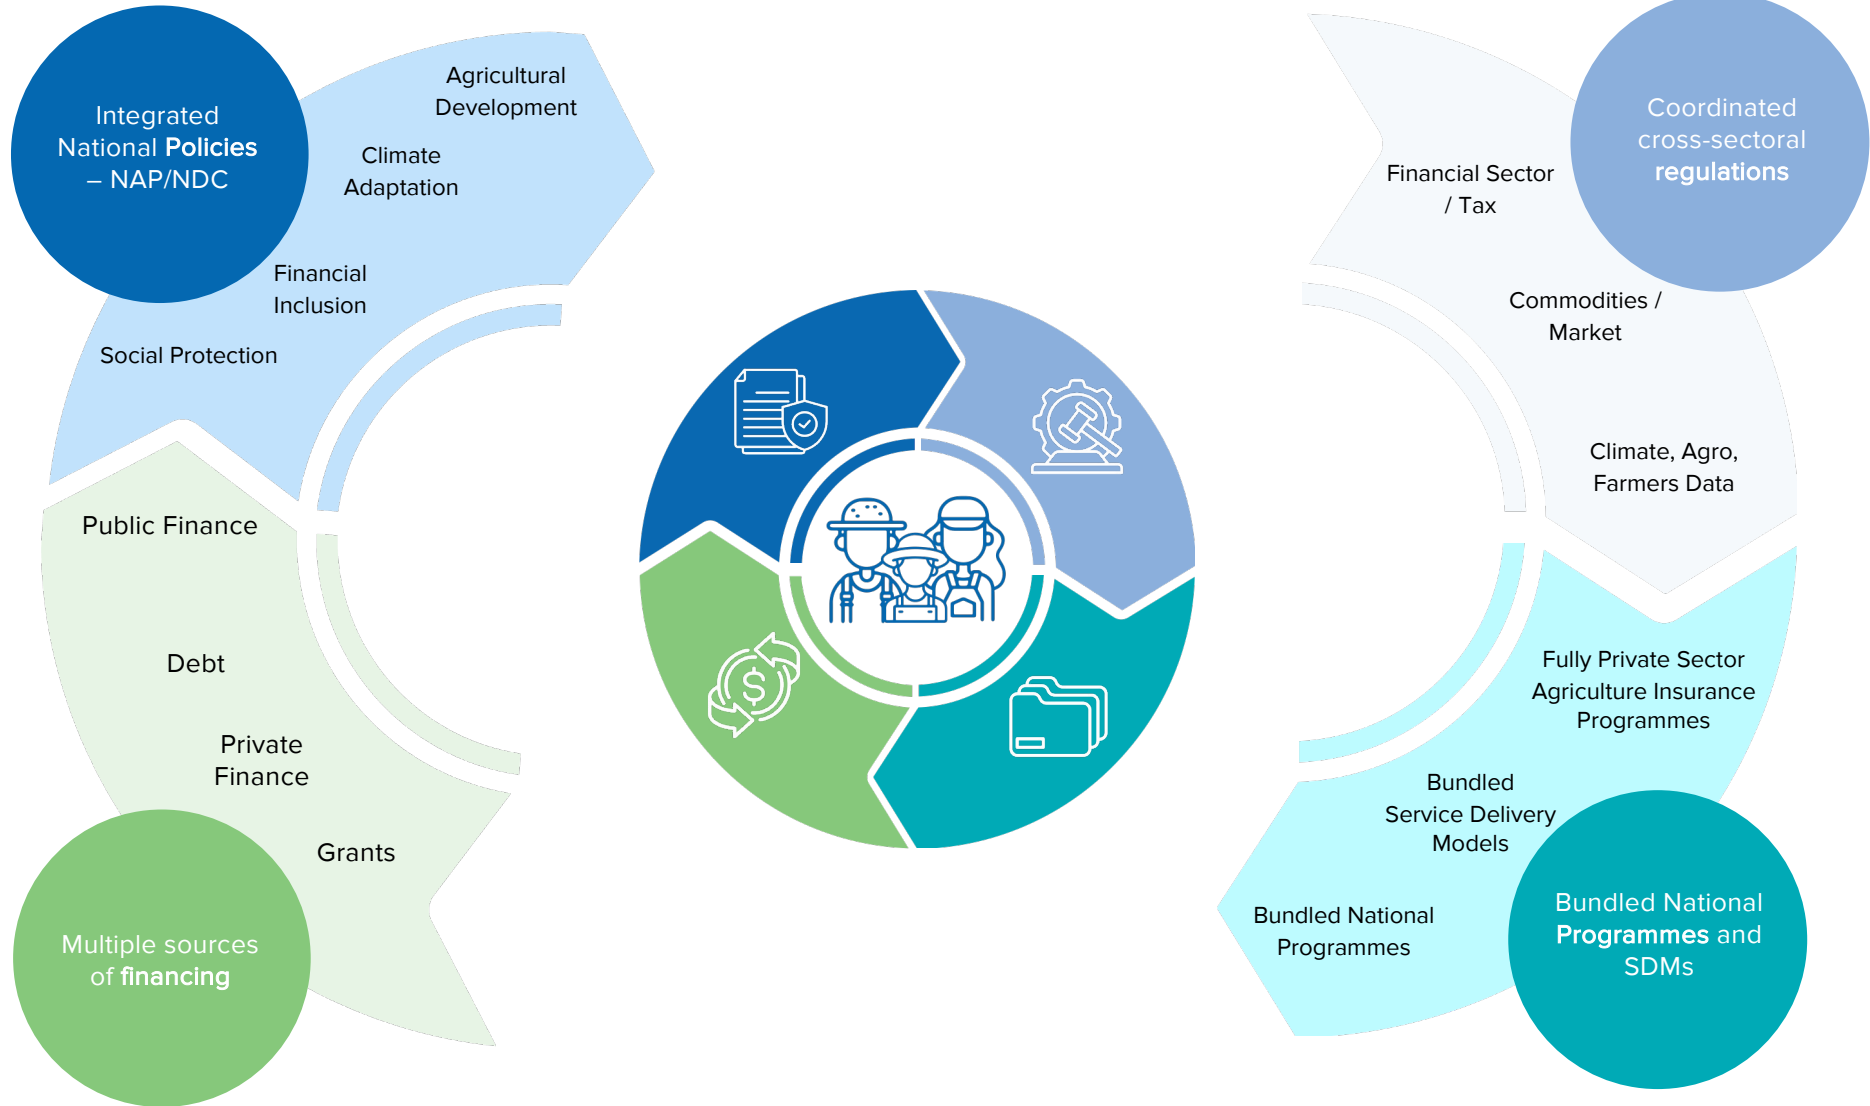 Integrated
National Policies
– NAP/NDC
Agricultural
Development
Climate
Adaptation
Financial
Inclusion
Social Protection
Coordinated
cross-sectoral
regulations
Financial Sector
/ Tax
Commodities /
Market
Climate, Agro,
Farmers Data
Fully Private Sector
Agriculture Insurance
Programmes
Bundled
Service Delivery
Models
Bundled National
Programmes
Bundled National
Programmes and
SDMs
Public Finance
Debt
Private
Finance
Grants
Multiple sources
of financing
$